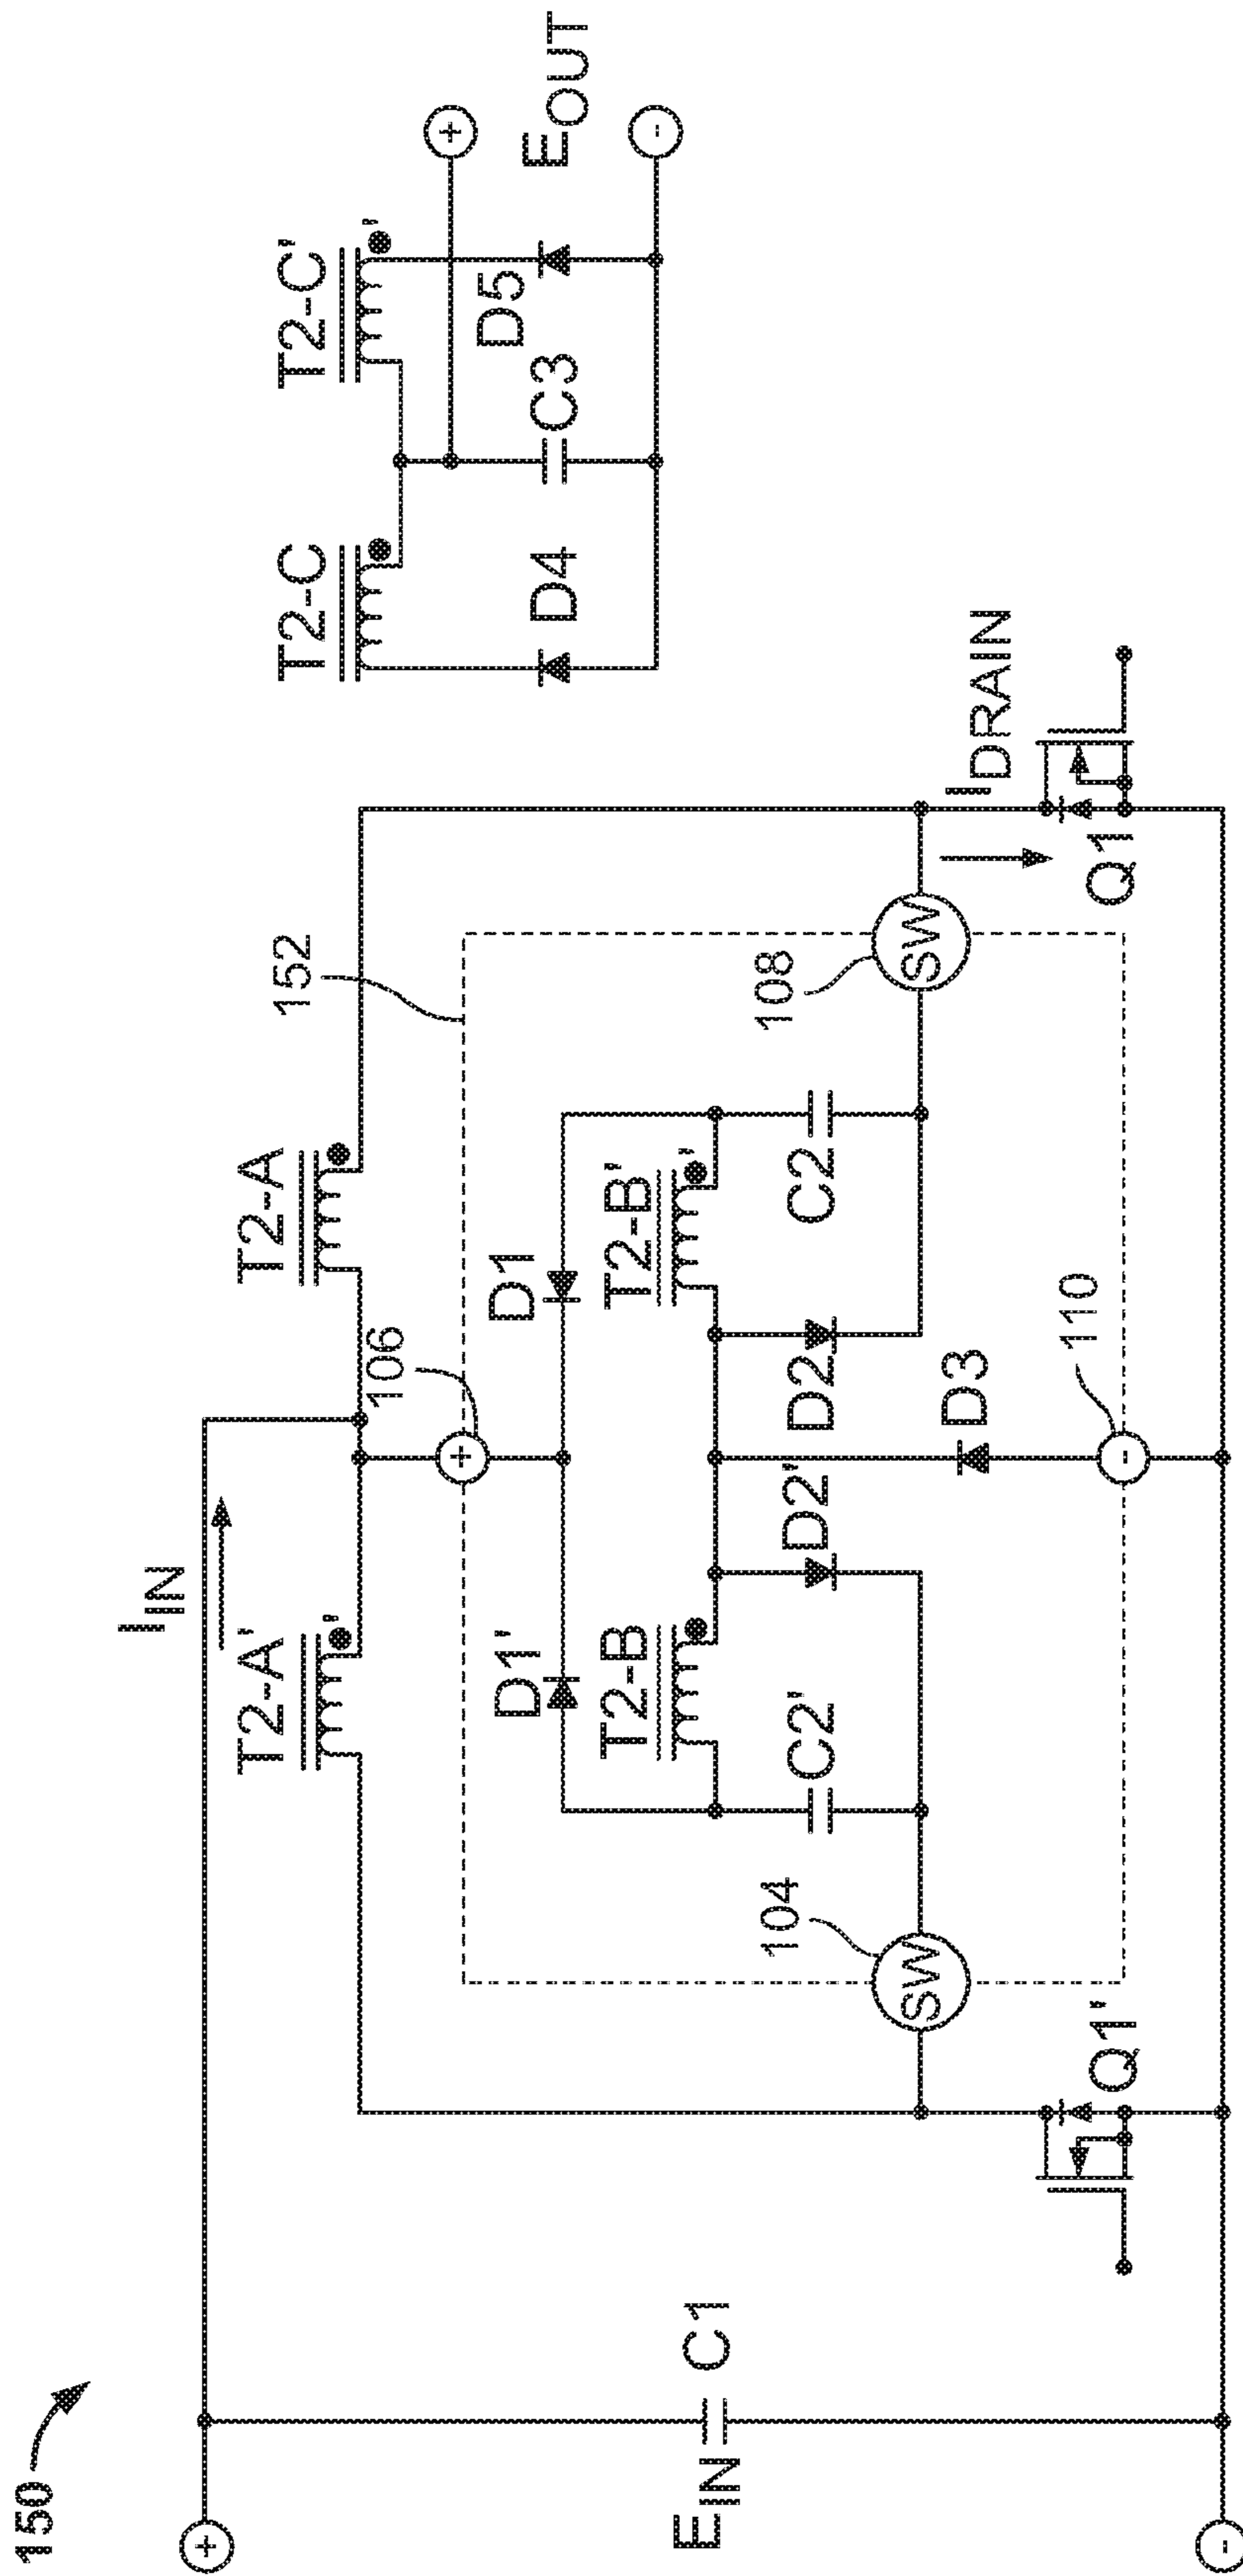 150
I_IN
T2-A'
T2-A
106
152
D1'
D1
T2-B
T2-B'
C2'
D2'
D2
C2
104
SW
108
SW
D3
110
+
-
E_IN
C1
+
-
Q1'
I_DRAIN
Q1
T2-C
T2-C'
D4
C3
D5
+
E_OUT
-